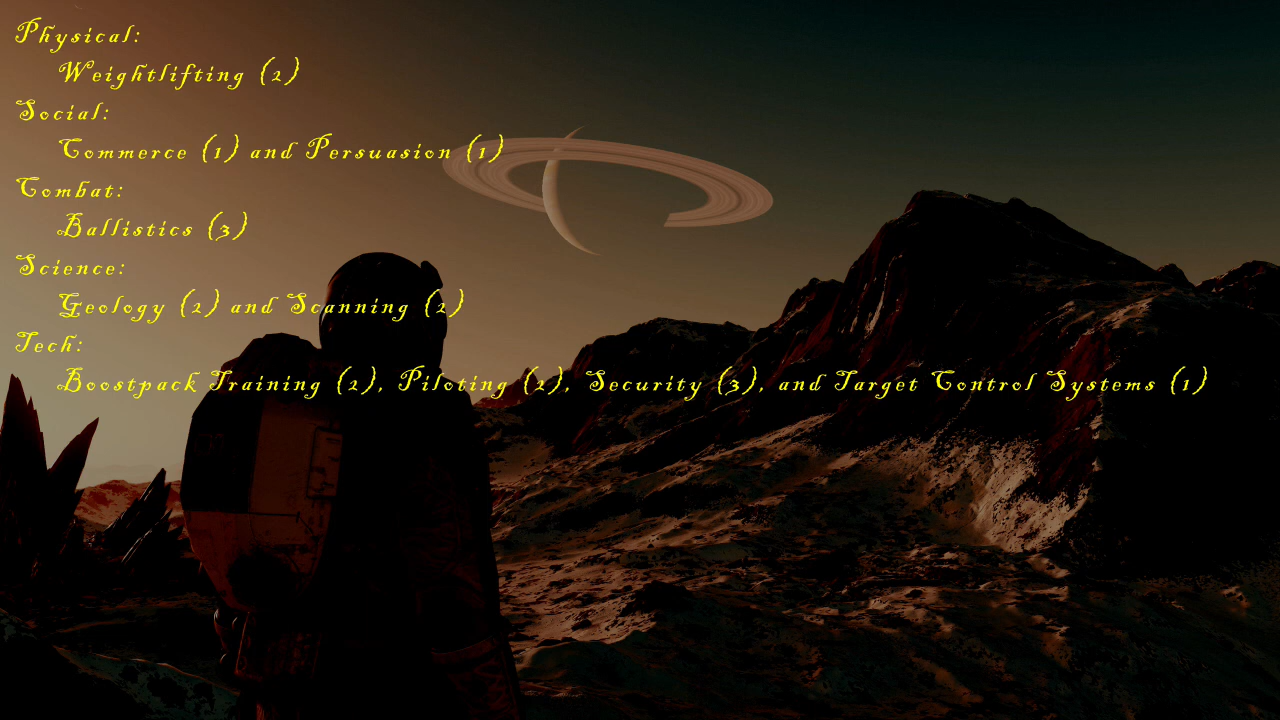 Physical:
Weightlifting (2)
Social:
Commerce (1) and Persuasion (1)
Combat:
Ballistics (3)
Science:
Geology (2) and Scanning (2)
Tech:
Boostpack Training (2), Piloting (2), Security (3), and Target Control Systems (1)